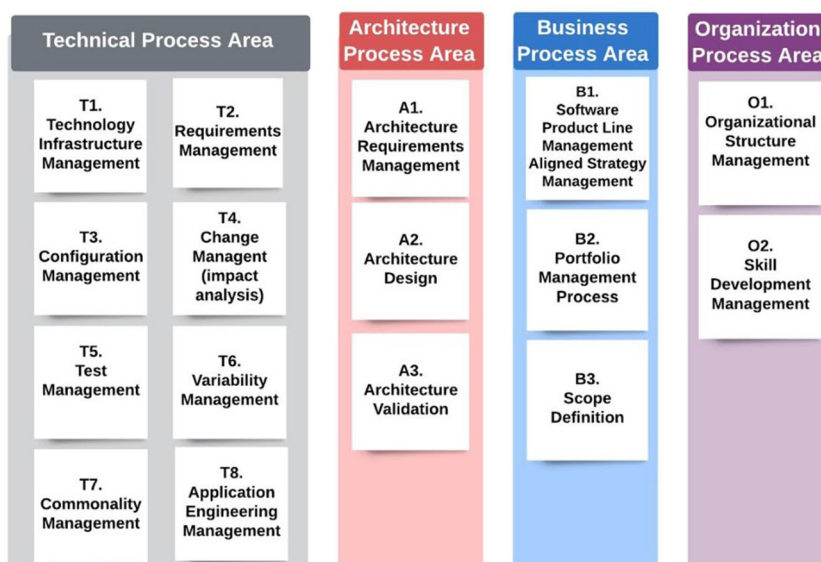 Technical Process Area
T1.
Technology
Infrastructure
Management
T2.
Requirements
Management
T3.
Configuration
Management
T4.
Change
Managent
(impact
analysis)
T5.
Test
Management
T6.
Variability
Management
T7.
Commonality
Management
T8.
Application
Engineering
Management
Architecture
Process Area
A1.
Architecture
Requirements
Management
A2.
Architecture
Design
A3.
Architecture
Validation
Business
Process Area
B1.
Software
Product Line
Management
Aligned Strategy
Management
B2.
Portfolio
Management
Process
B3.
Scope
Definition
Organization
Process Area
O1.
Organizational
Structure
Management
O2.
Skill
Development
Management